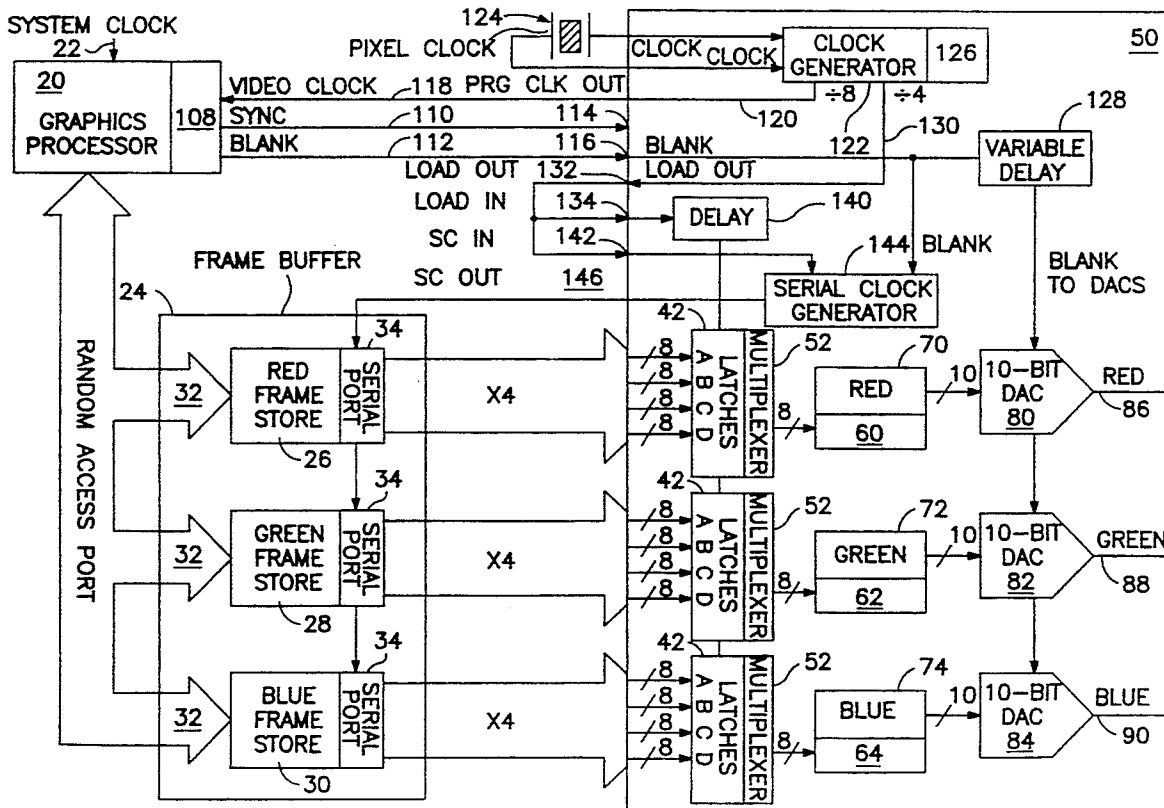 SYSTEM CLOCK
22
20
GRAPHICS
PROCESSOR
108
124
PIXEL CLOCK
CLOCK
CLOCK
CLOCK
GENERATOR
126
50
VIDEO CLOCK
118
PRG CLK OUT
÷8
÷4
120
122
130
128
SYNC
110
114
BLANK
112
116
BLANK
VARIABLE
DELAY
LOAD OUT
132
LOAD OUT
LOAD IN
134
DELAY
140
SC IN
142
144
BLANK
SC OUT
146
SERIAL CLOCK
GENERATOR
BLANK
TO DACS
FRAME BUFFER
24
RANDOM ACCESS PORT
32
RED
FRAME
STORE
26
SERIAL
PORT
34
X4
8
8
8
8
A
B
C
D
42
LATCHES
MULTIPLEXER
52
8
70
RED
60
10
10-BIT
DAC
80
RED
86
32
GREEN
FRAME
STORE
28
SERIAL
PORT
34
X4
8
8
8
8
A
B
C
D
42
LATCHES
MULTIPLEXER
52
8
72
GREEN
62
10
10-BIT
DAC
82
GREEN
88
32
BLUE
FRAME
STORE
30
SERIAL
PORT
34
X4
8
8
8
8
A
B
C
D
42
LATCHES
MULTIPLEXER
52
8
74
BLUE
64
10
10-BIT
DAC
84
BLUE
90